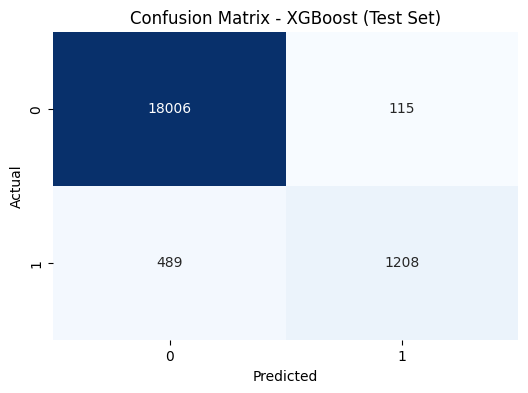 Confusion Matrix - XGBoost (Test Set)
Actual
0
18006
115
1
489
1208
0
1
Predicted